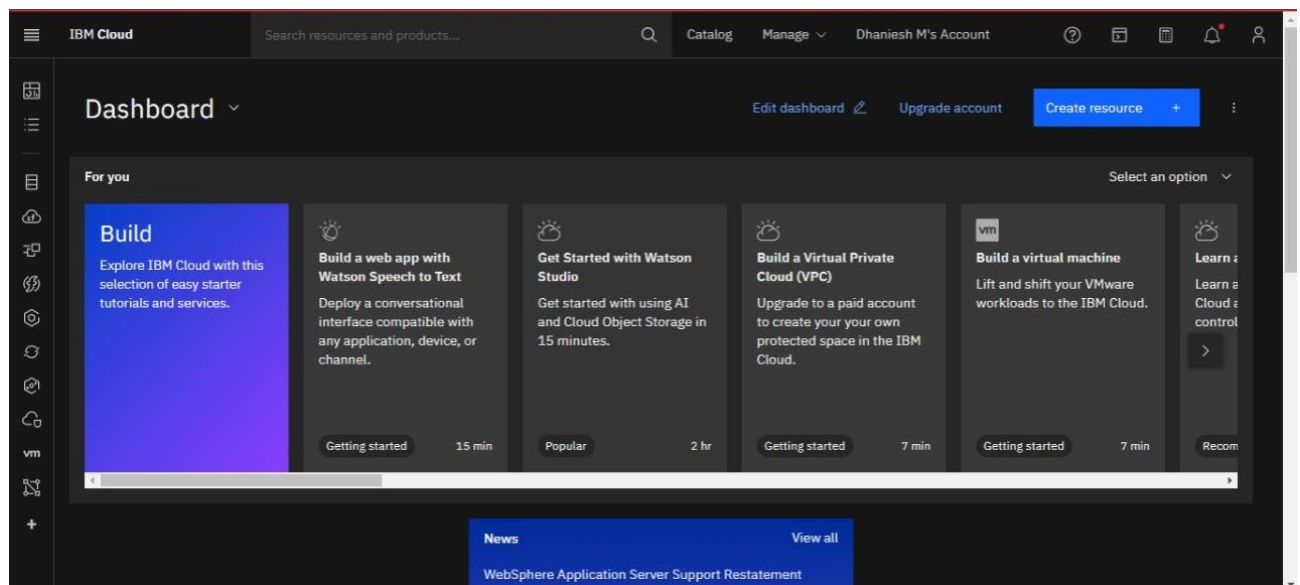 IBM Cloud
Search resources and products...
Catalog
Manage
Dhaniesh M's Account
Dashboard
Edit dashboard
Upgrade account
Create resource +
For you
Select an option
Build
Explore IBM Cloud with this
selection of easy starter
tutorials and services.
Build a web app with
Watson Speech to Text
Deploy a conversational
interface compatible with
any application, device, or
channel.
Getting started
15 min
Get Started with Watson
Studio
Get started with using AI
and Cloud Object Storage in
15 minutes.
Popular
2 hr
Build a Virtual Private
Cloud (VPC)
Upgrade to a paid account
to create your your own
protected space in the IBM
Cloud.
Getting started
7 min
vm
Build a virtual machine
Lift and shift your VMware
workloads to the IBM Cloud.
Getting started
7 min
Learn a
Learn a
Cloud a
control
Recom
vm
News
View all
WebSphere Application Server Support Restatement